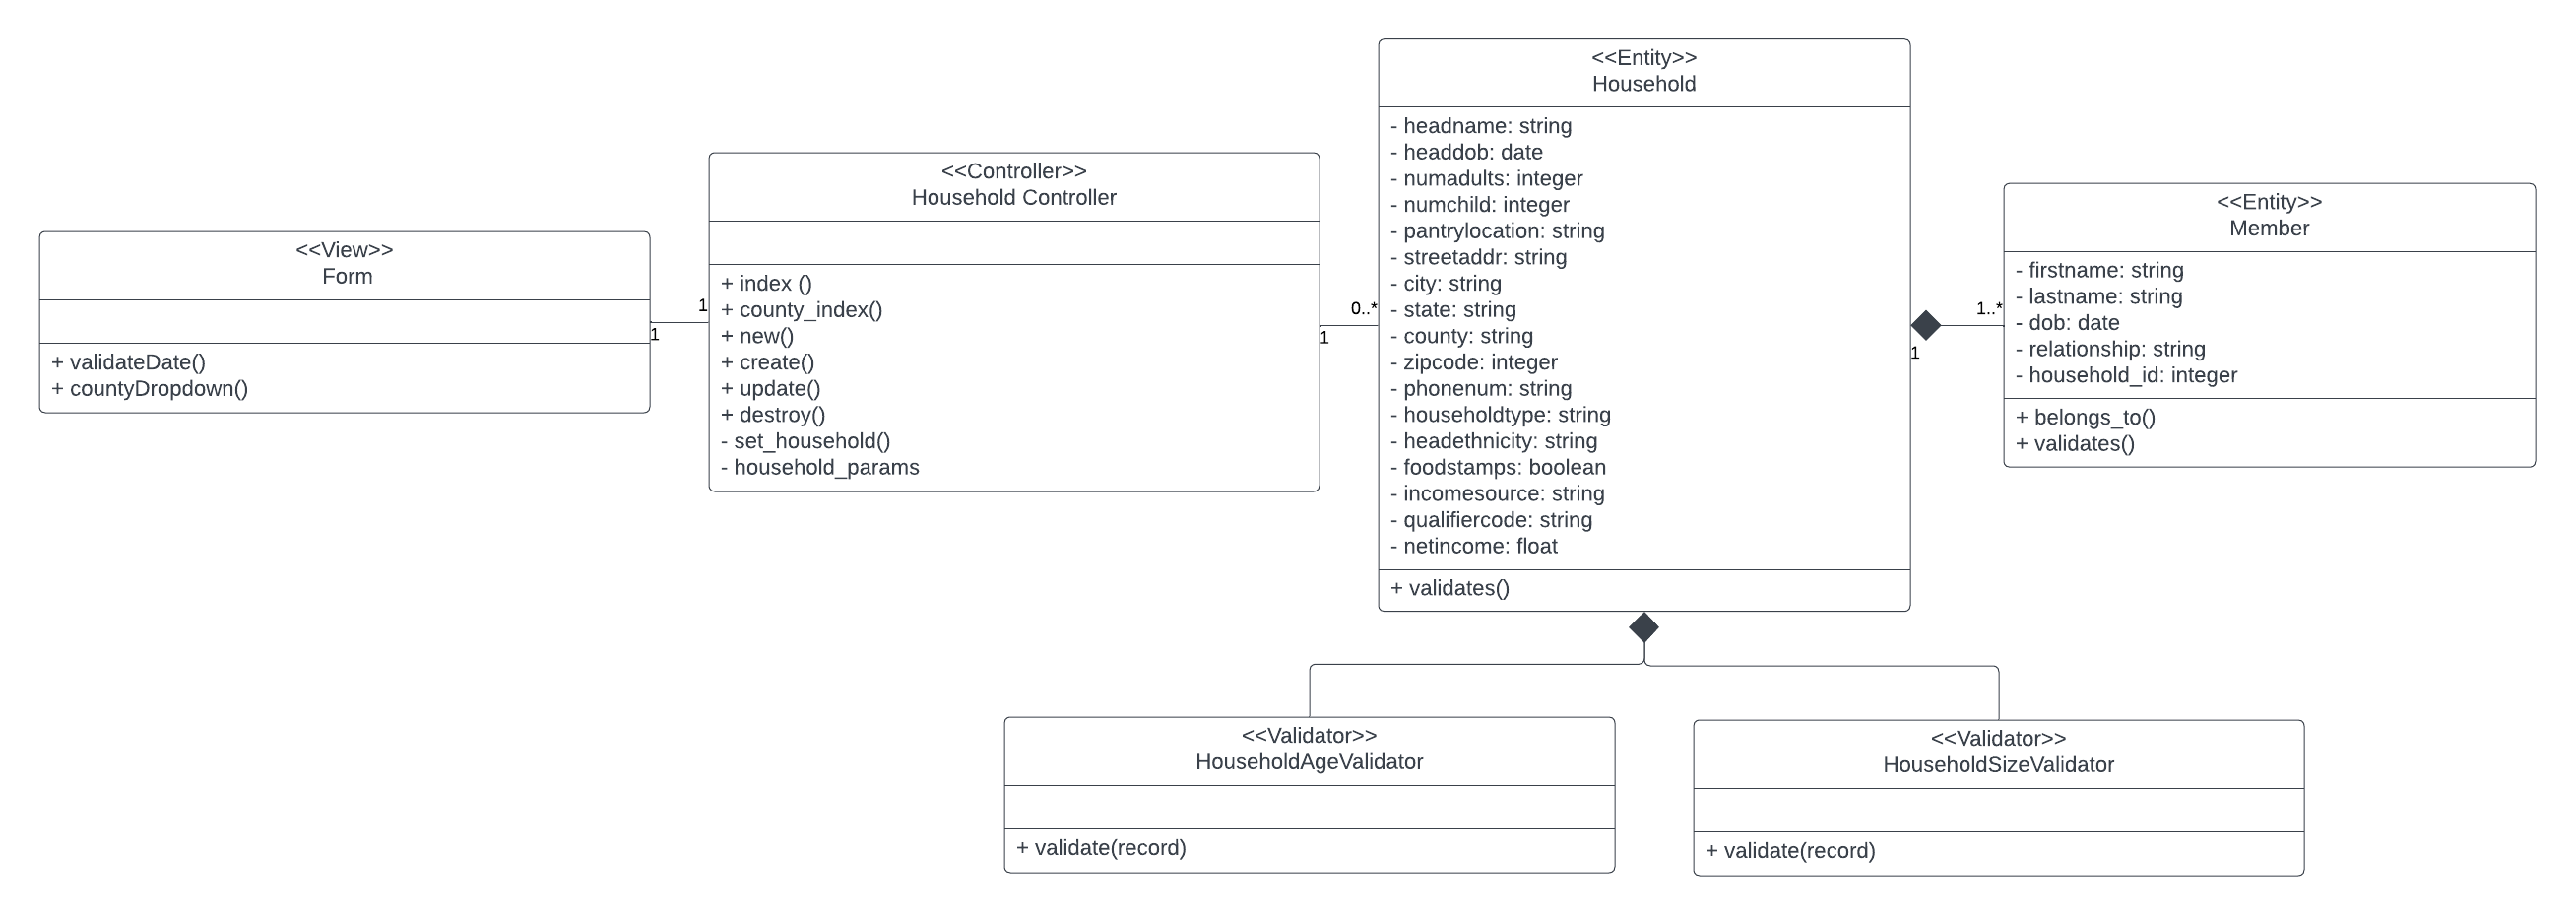 <<View>>
Form
+ validateDate()
+ countyDropdown()
1
1
<<Controller>>
Household Controller
+ index ()
+ county_index()
+ new()
+ create()
+ update()
+ destroy()
- set_household()
- household_params
1
0..*
<<Entity>>
Household
- headname: string
- headdob: date
- numadults: integer
- numchild: integer
- pantrylocation: string
- streetaddr: string
- city: string
- state: string
- county: string
- zipcode: integer
- phonenum: string
- householdtype: string
- headethnicity: string
- foodstamps: boolean
- incomesource: string
- qualifiercode: string
- netincome: float
+ validates()
1
1..*
<<Entity>>
Member
- firstname: string
- lastname: string
- dob: date
- relationship: string
- household_id: integer
+ belongs_to()
+ validates()
<<Validator>>
HouseholdAgeValidator
+ validate(record)
<<Validator>>
HouseholdSizeValidator
+ validate(record)